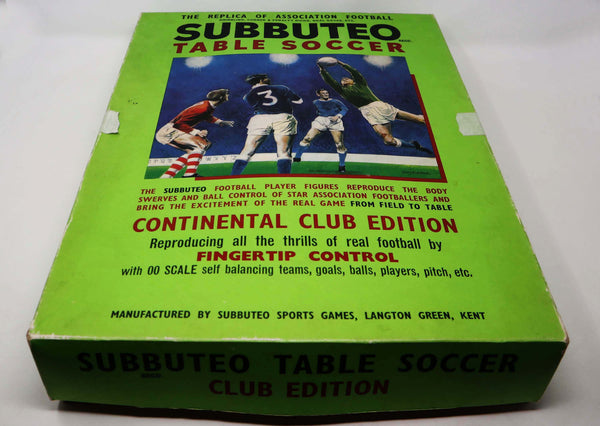 THE REPLICA OF ASSOCIATION FOOTBALL
SUBBUTEO
REGD.
TABLE SOCCER
3
THE SUBBUTEO FOOTBALL PLAYER FIGURES REPRODUCE THE BODY
SWERVES AND BALL CONTROL OF STAR ASSOCIATION FOOTBALLERS AND
BRING THE EXCITEMENT OF THE REAL GAME FROM FIELD TO TABLE
CONTINENTAL CLUB EDITION
Reproducing all the thrills of real football by
FINGERTIP CONTROL
with 00 SCALE self balancing teams, goals, balls, players, pitch, etc.
MANUFACTURED BY SUBBUTEO SPORTS GAMES, LANGTON GREEN, KENT
SUBBUTEO TABLE SOCCER
REGD.
CLUB EDITION